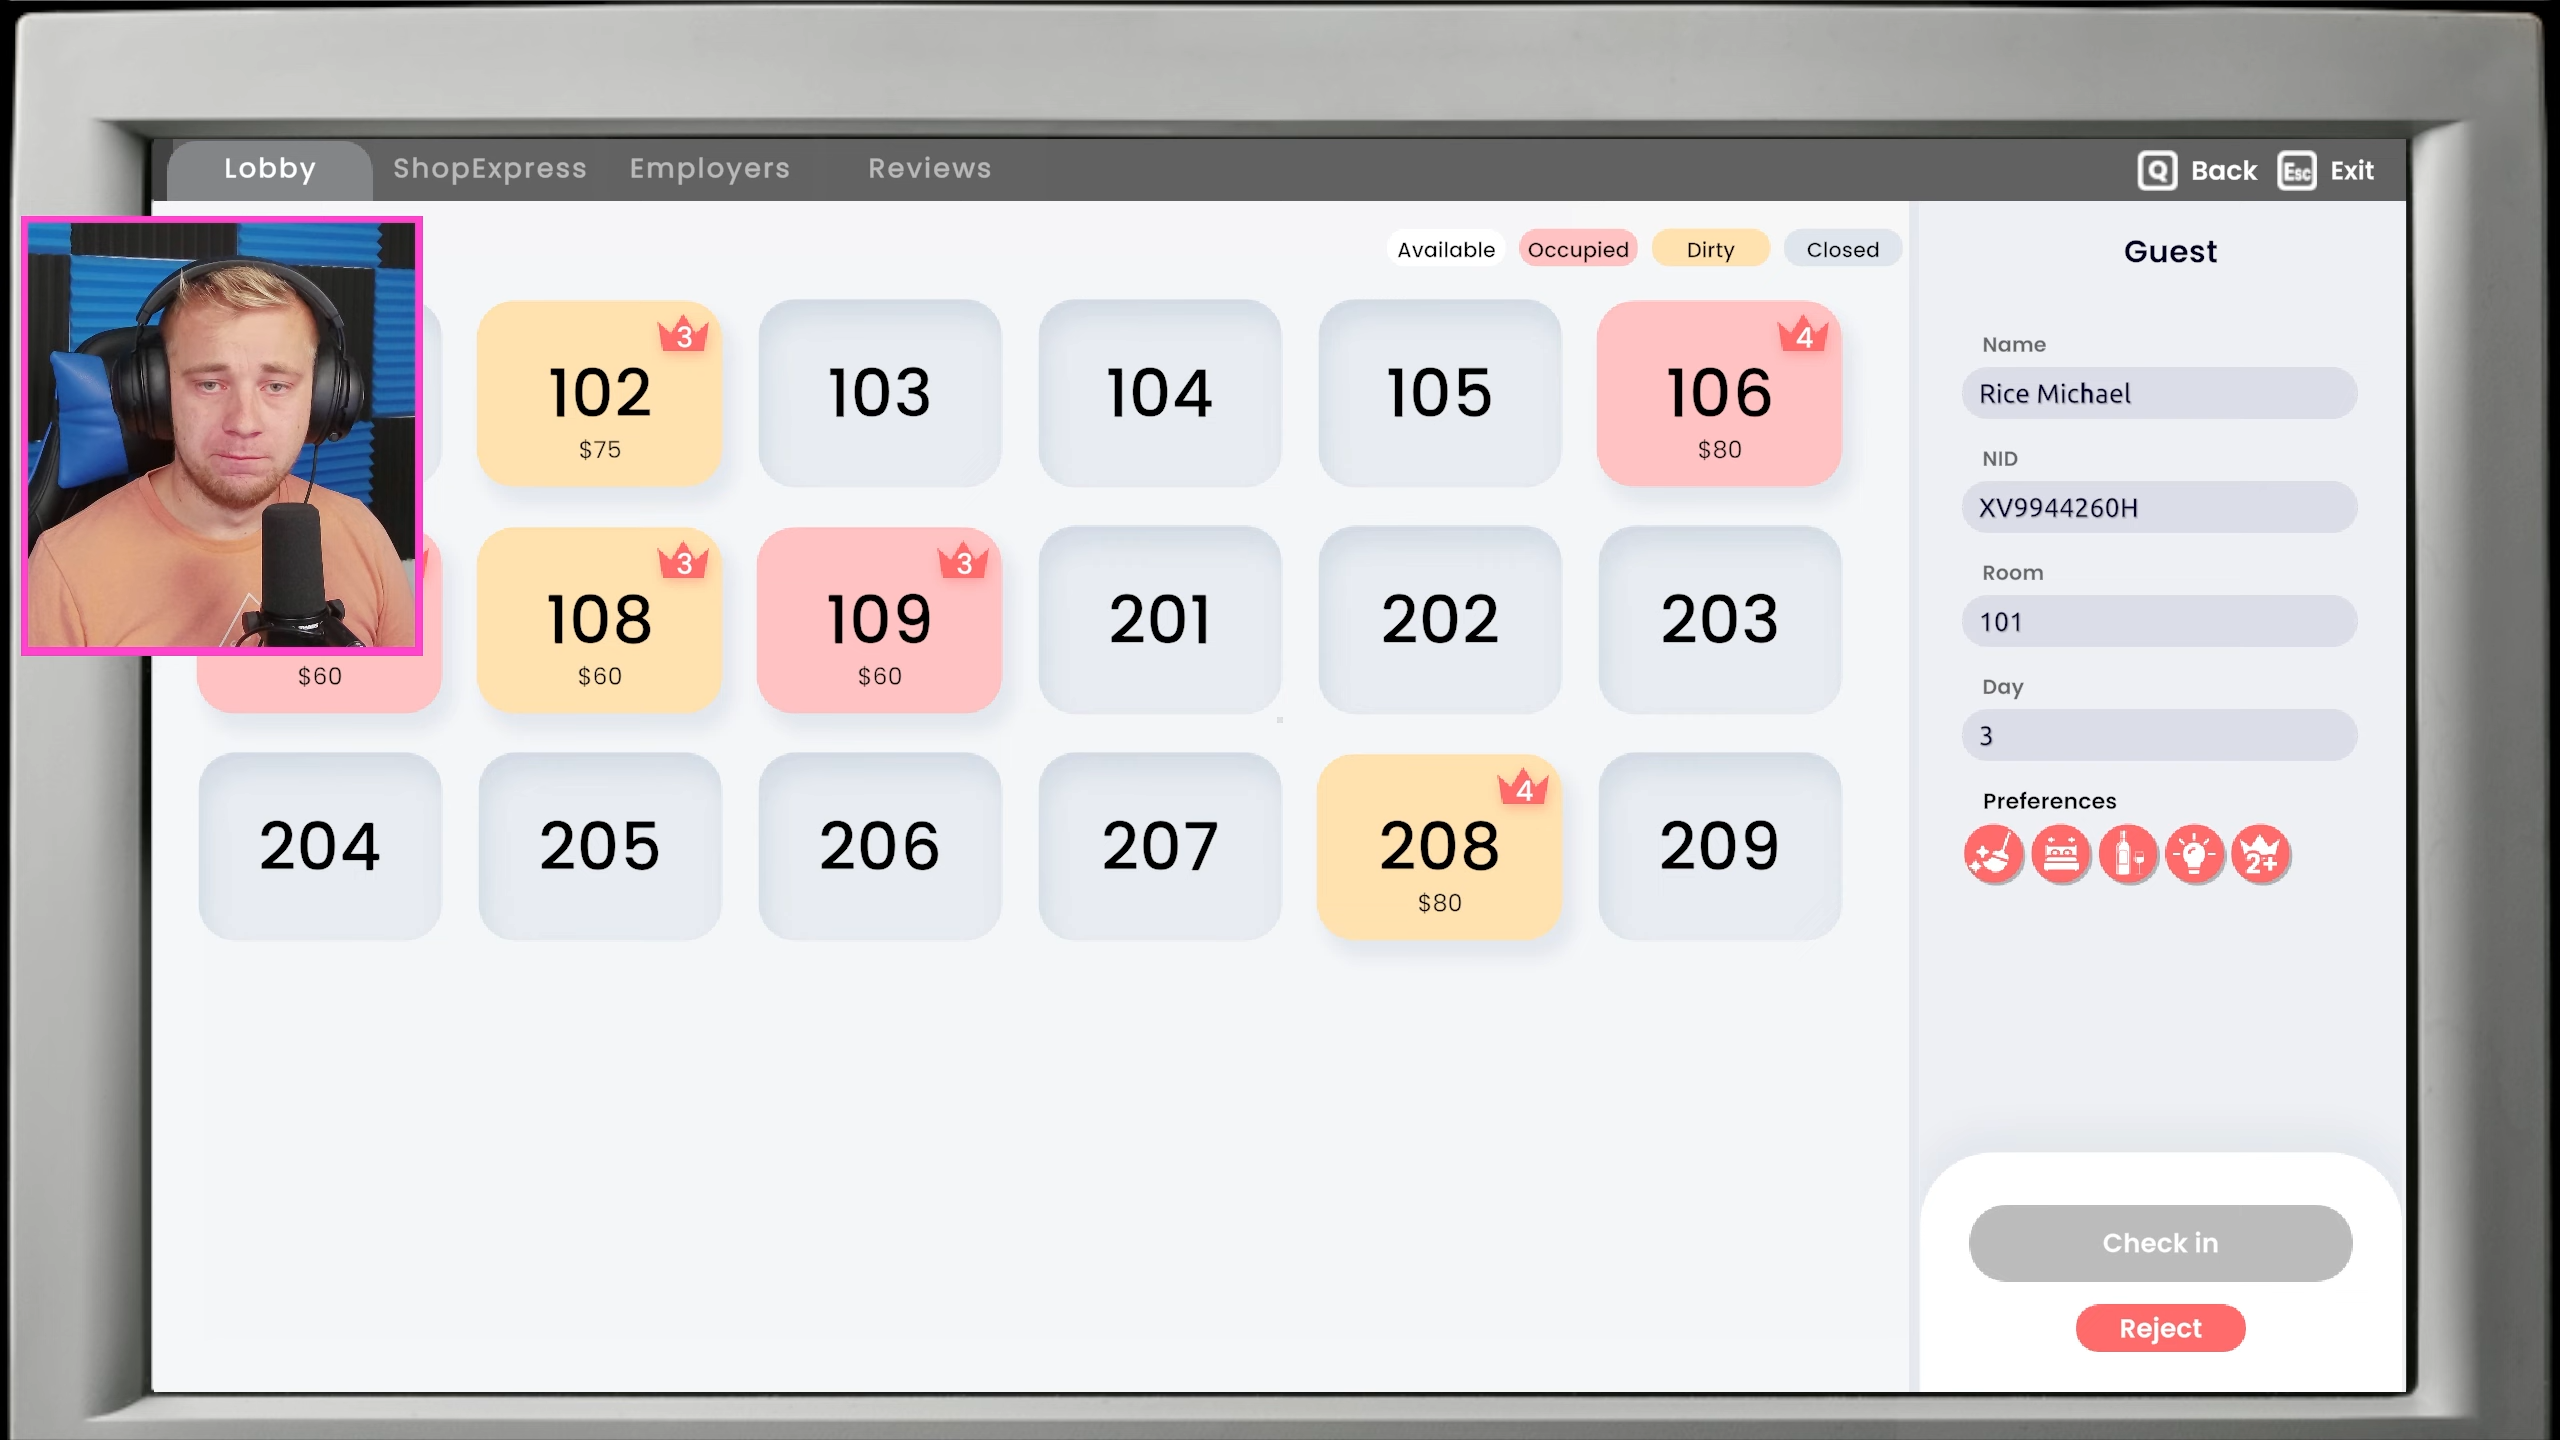 Lobby ShopExpress Employers Reviews Q Back Esc Exit
Available Occupied Dirty Closed
102 3 $75
103
104
105
106 4 $80
$60
108 3 $60
109 3 $60
201
202
203
204
205
206
207
208 4 $80
209
Guest
Name
Rice Michael
NID
XV9944260H
Room
101
Day
3
Preferences
2+
Check in
Reject